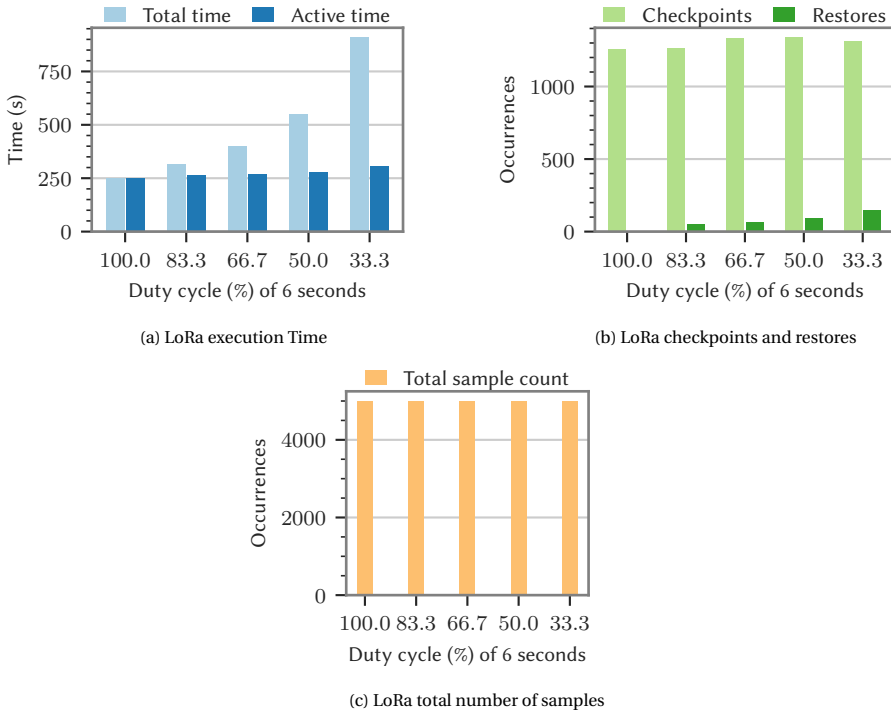 Total time Active time
Time (s)
750
500
250
0
100.0 83.3 66.7 50.0 33.3
Duty cycle (%) of 6 seconds
(a) LoRa execution Time
Checkpoints Restores
Occurrences
1000
500
0
100.0 83.3 66.7 50.0 33.3
Duty cycle (%) of 6 seconds
(b) LoRa checkpoints and restores
Total sample count
Occurrences
4000
2000
0
100.0 83.3 66.7 50.0 33.3
Duty cycle (%) of 6 seconds
(c) LoRa total number of samples